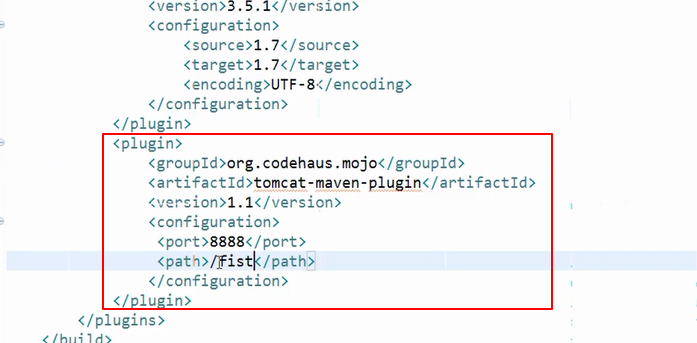 <version>3.5.1</version>
<configuration>
<source>1.7</source>
<target>1.7</target>
<encoding>UTF-8</encoding>
</configuration>
</plugin>
<plugin>
<groupId>org.codehaus.mojo</groupId>
<artifactId>tomcat-maven-plugin</artifactId>
<version>1.1</version>
<configuration>
<port>8888</port>
<path>/fist</path>
</configuration>
</plugin>
</plugins>
</build>